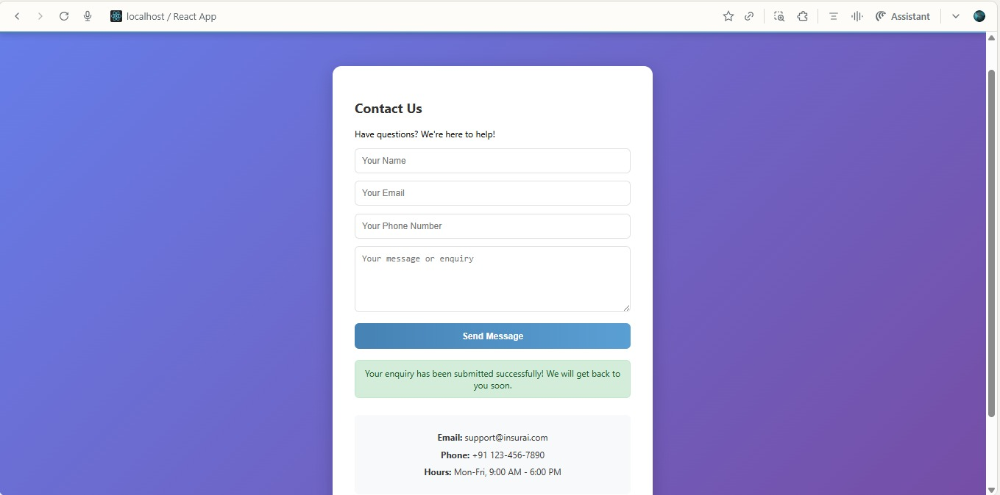 localhost / React App
Assistant
Contact Us
Have questions? We're here to help!
Your Name
Your Email
Your Phone Number
Your message or enquiry
Send Message
Your enquiry has been submitted successfully! We will get back to
you soon.
Email: support@insurai.com
Phone: +91 123-456-7890
Hours: Mon-Fri, 9:00 AM - 6:00 PM